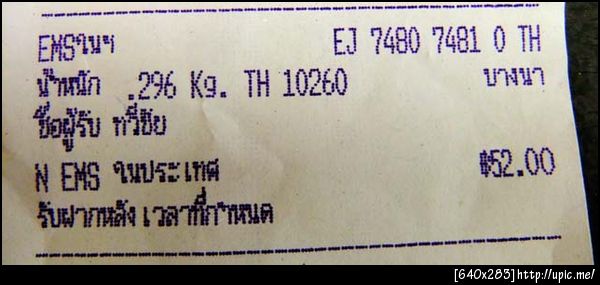 EMSในฯ EJ 7480 7481 0 TH
น้ำหนัก .296 Kg. TH 10260 บางนา
ชื่อผู้รับ ทวีชัย
N EMS ในประเทศ ฿52.00
รับฝากหลัง เวลาที่กำหนด
[640x283]http://upic.me/